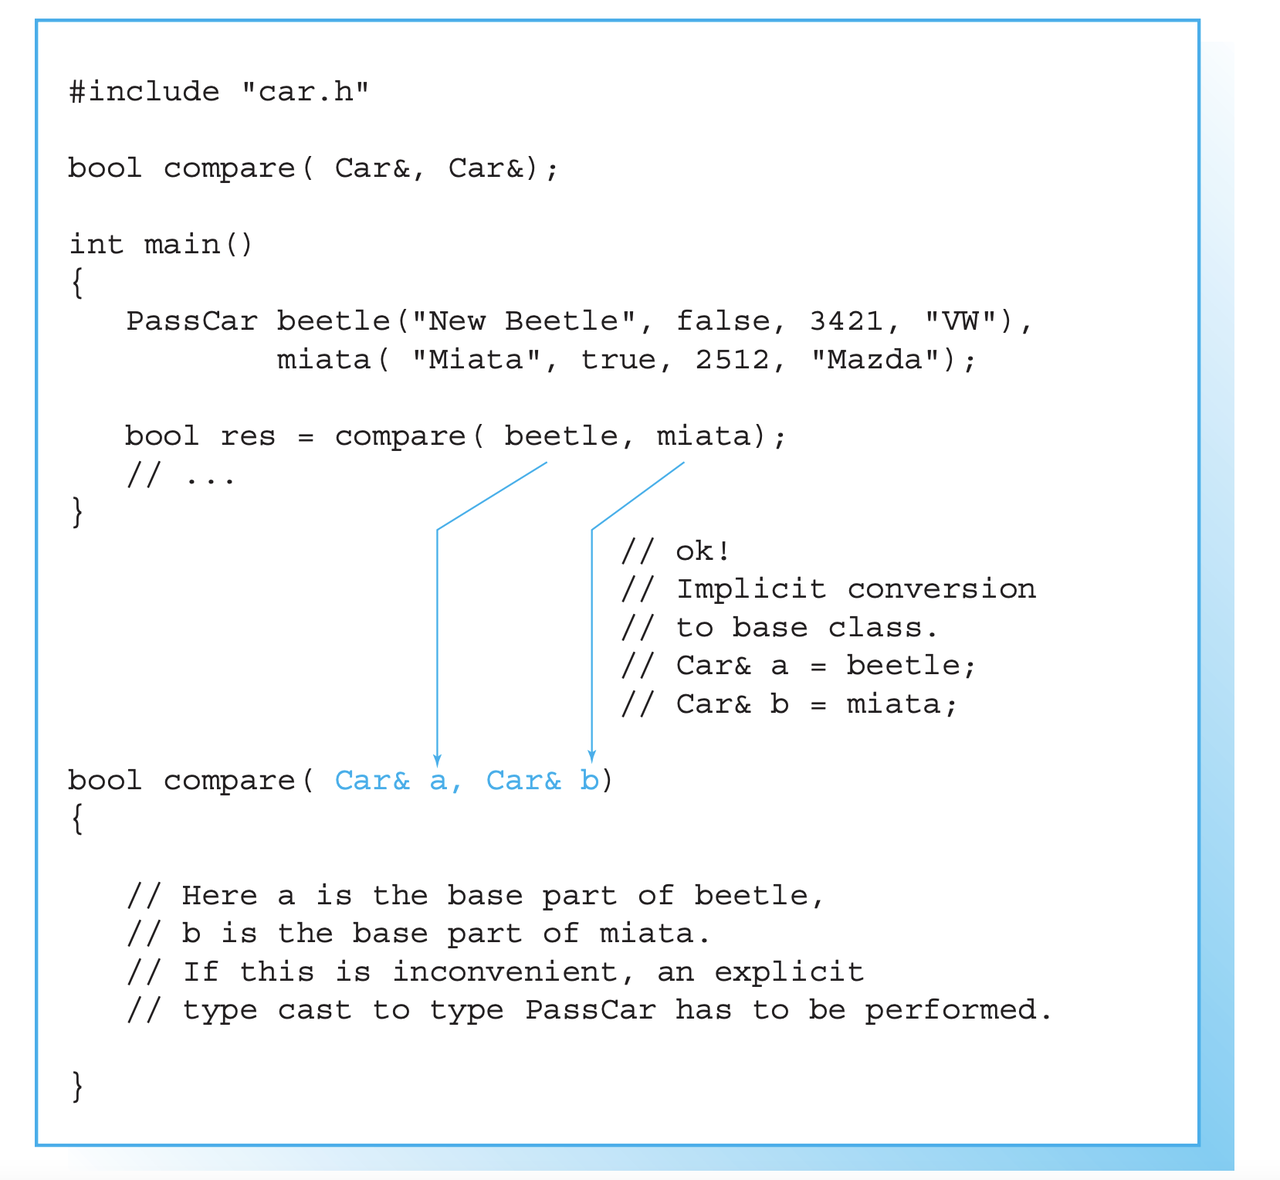 #include "car.h"
bool compare( Car&, Car&);
int main()
{
PassCar beetle("New Beetle", false, 3421, "VW"),
miata( "Miata", true, 2512, "Mazda");
bool res = compare( beetle, miata);
// ...
}
// ok!
// Implicit conversion
// to base class.
// Car& a = beetle;
// Car& b = miata;
bool compare( Car& a, Car& b)
{
// Here a is the base part of beetle,
// b is the base part of miata.
// If this is inconvenient, an explicit
// type cast to type PassCar has to be performed.
}